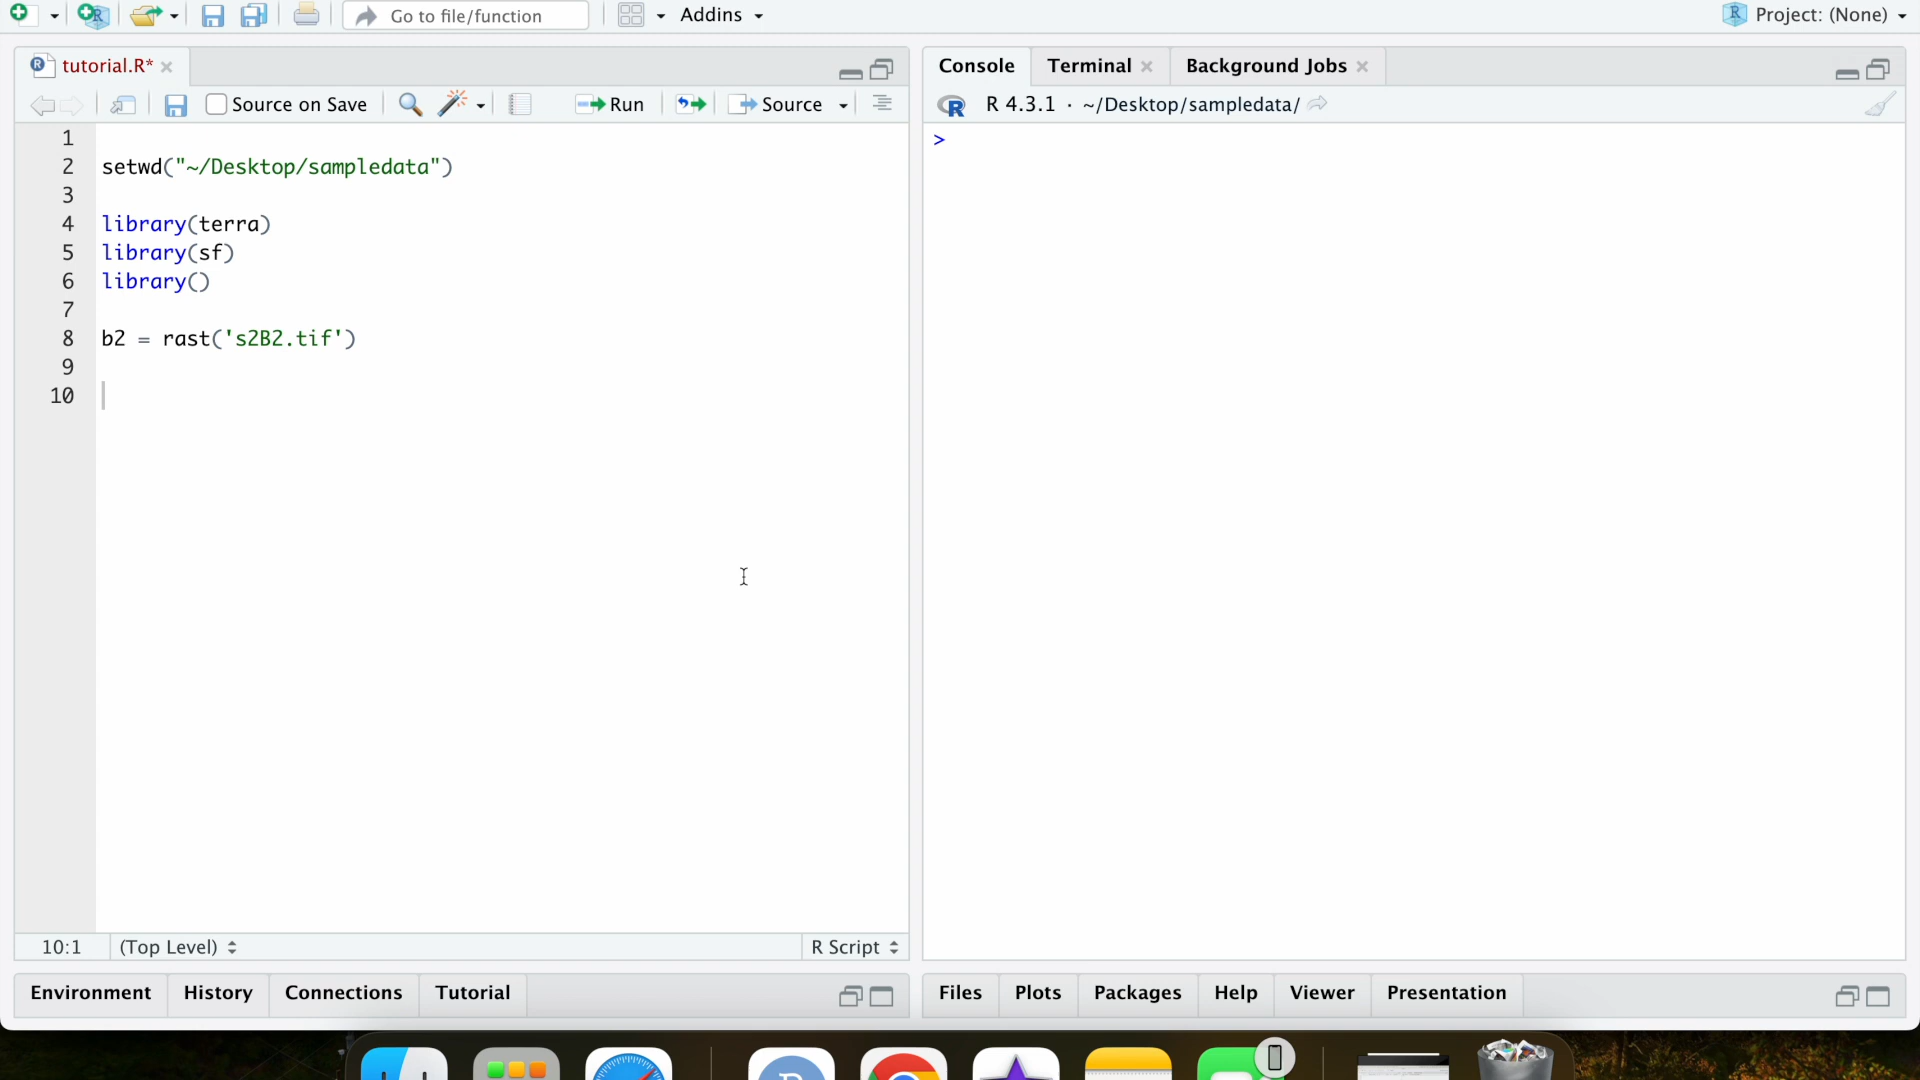 Go to file/function
Addins
Project: (None)
tutorial.R*
Source on Save
Run
Source
1
2 setwd("~/Desktop/sampledata")
3
4 library(terra)
5 library(sf)
6 library()
7
8 b2 = rast('s2B2.tif')
9
10
10:1 (Top Level)
R Script
Environment
History
Connections
Tutorial
Console
Terminal
Background Jobs
R 4.3.1 · ~/Desktop/sampledata/
>
Files
Plots
Packages
Help
Viewer
Presentation